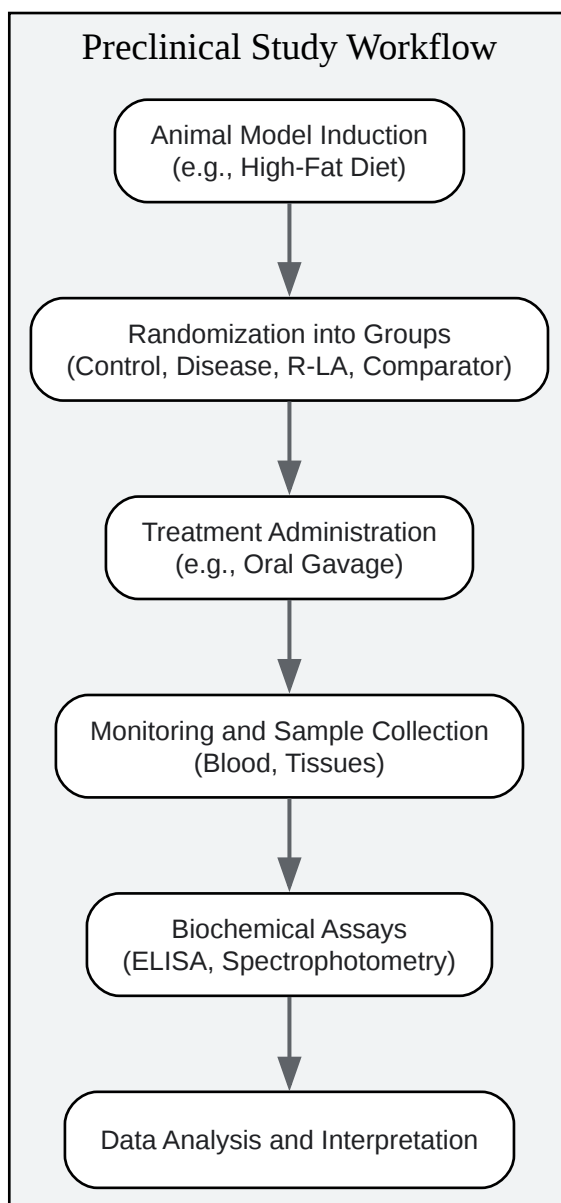 Preclinical Study Workflow
Animal Model Induction
(e.g., High-Fat Diet)
Randomization into Groups
(Control, Disease, R-LA, Comparator)
Treatment Administration
(e.g., Oral Gavage)
Monitoring and Sample Collection
(Blood, Tissues)
Biochemical Assays
(ELISA, Spectrophotometry)
Data Analysis and Interpretation